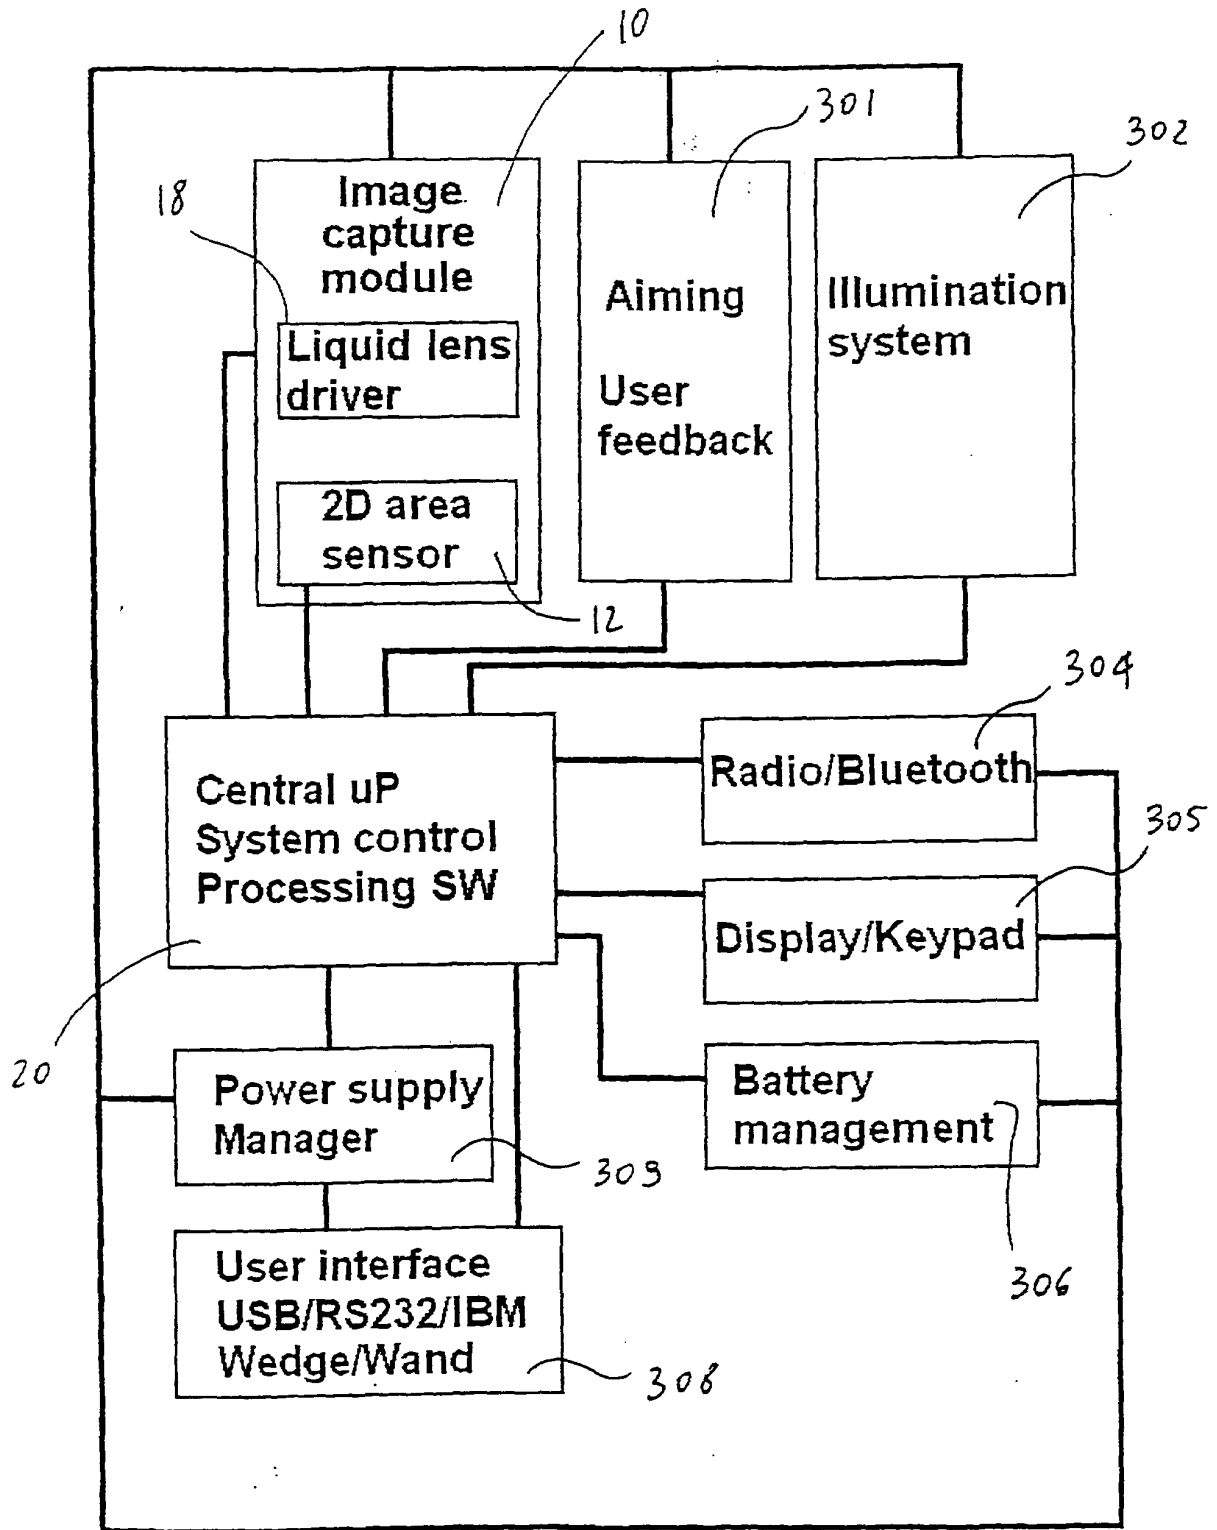 10
301
302
18
Image
capture
module
Liquid lens
driver
2D area
sensor
12
Aiming
User
feedback
Illumination
system
304
Central uP
System control
Processing SW
20
Radio/Bluetooth
305
Display/Keypad
Battery
management
306
Power supply
Manager
309
User interface
USB/RS232/IBM
Wedge/Wand
308